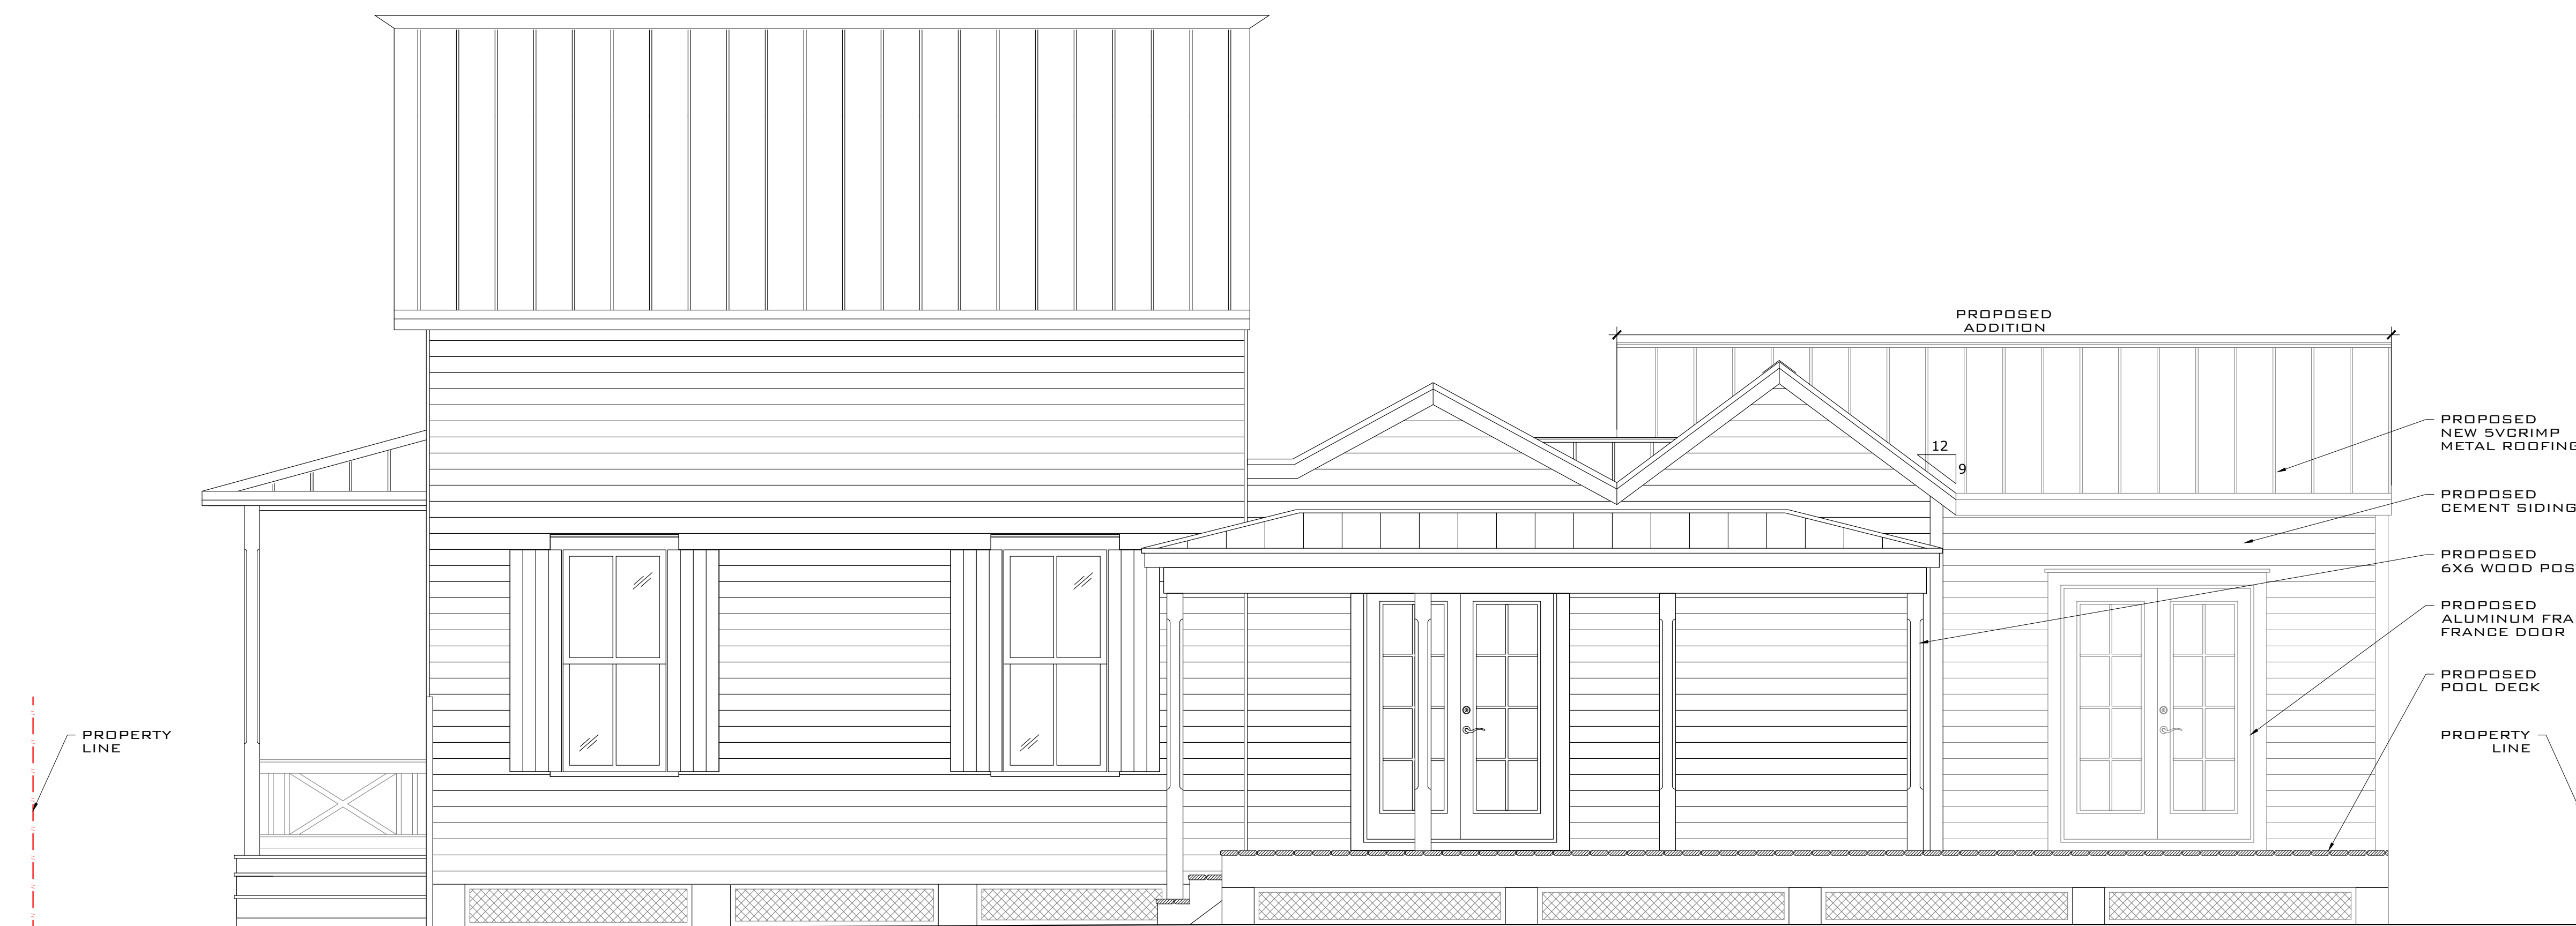 PROPOSED
ADDITION
12
9
PROPOSED
NEW 5VCRIMP
METAL ROOFING
PROPOSED
CEMENT SIDING
PROPOSED
6X6 WOOD POS
PROPOSED
ALUMINUM FRA
FRANCE DOOR
PROPOSED
POOL DECK
PROPERTY
LINE
PROPERTY
LINE